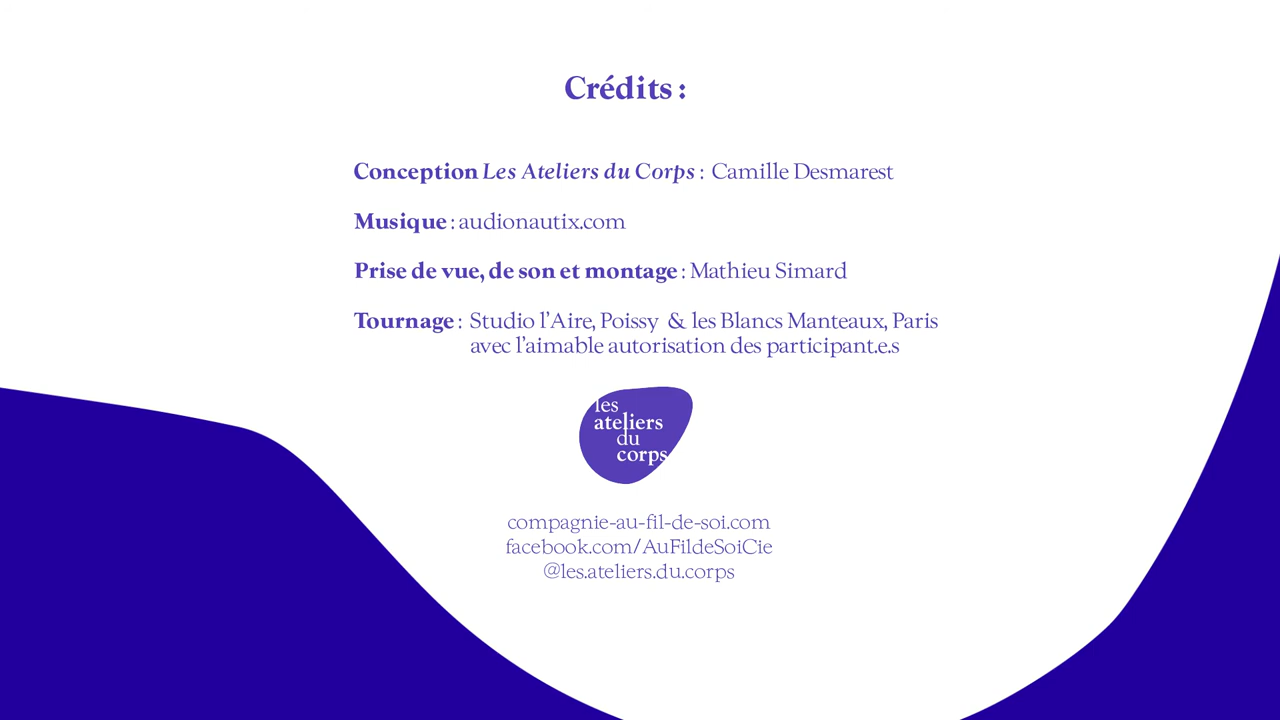 Crédits :
Conception Les Ateliers du Corps : Camille Desmarest
Musique : audionautix.com
Prise de vue, de son et montage : Mathieu Simard
Tournage : Studio l'Aire, Poissy & les Blancs Manteaux, Paris
avec l'aimable autorisation des participant.e.s
les
ateliers
du
corps
compagnie-au-fil-de-soi.com
facebook.com/AuFildeSoiCie
@les.ateliers.du.corps